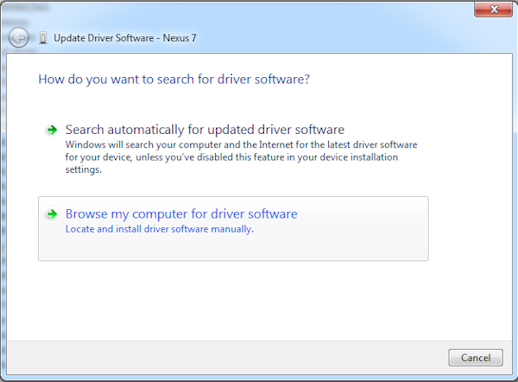 Update Driver Software - Nexus 7
How do you want to search for driver software?
Search automatically for updated driver software
Windows will search your computer and the Internet for the latest driver software
for your device, unless you've disabled this feature in your device installation
settings.
Browse my computer for driver software
Locate and install driver software manually.
Cancel